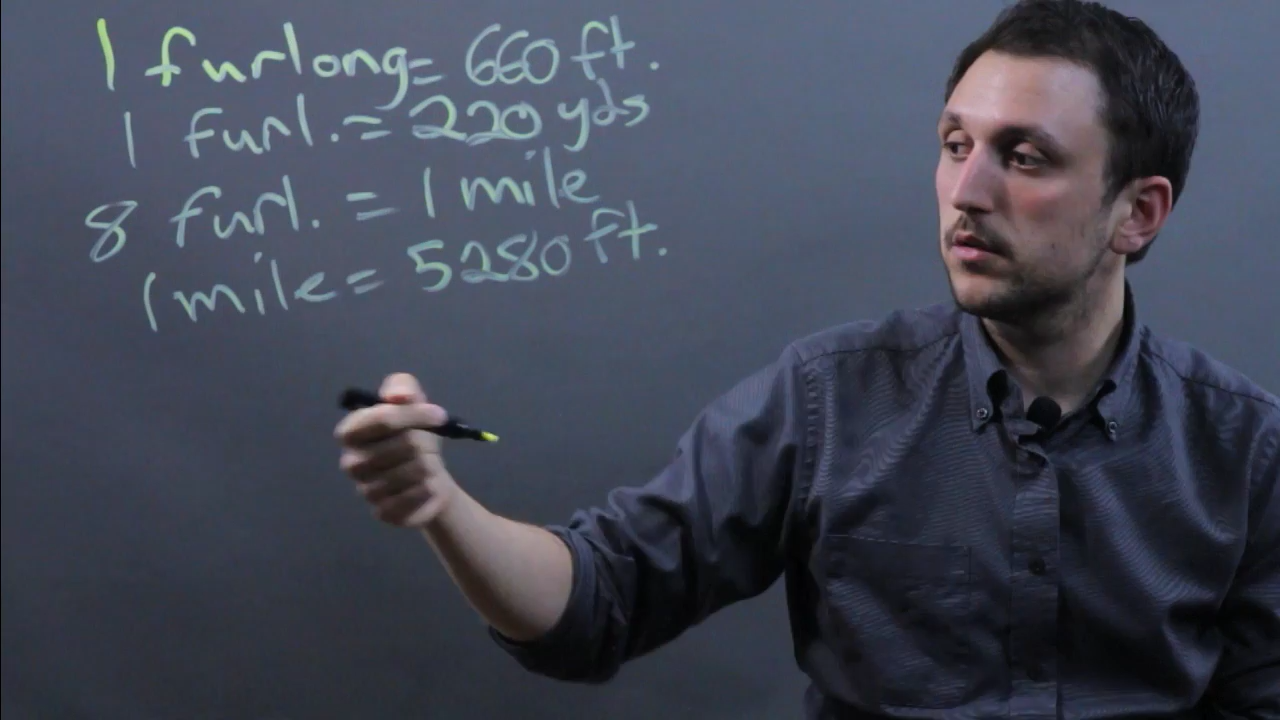 1 furlong = 660 ft.
1 furl. = 220 yds
8 furl. = 1 mile
1 mile = 5280 ft.